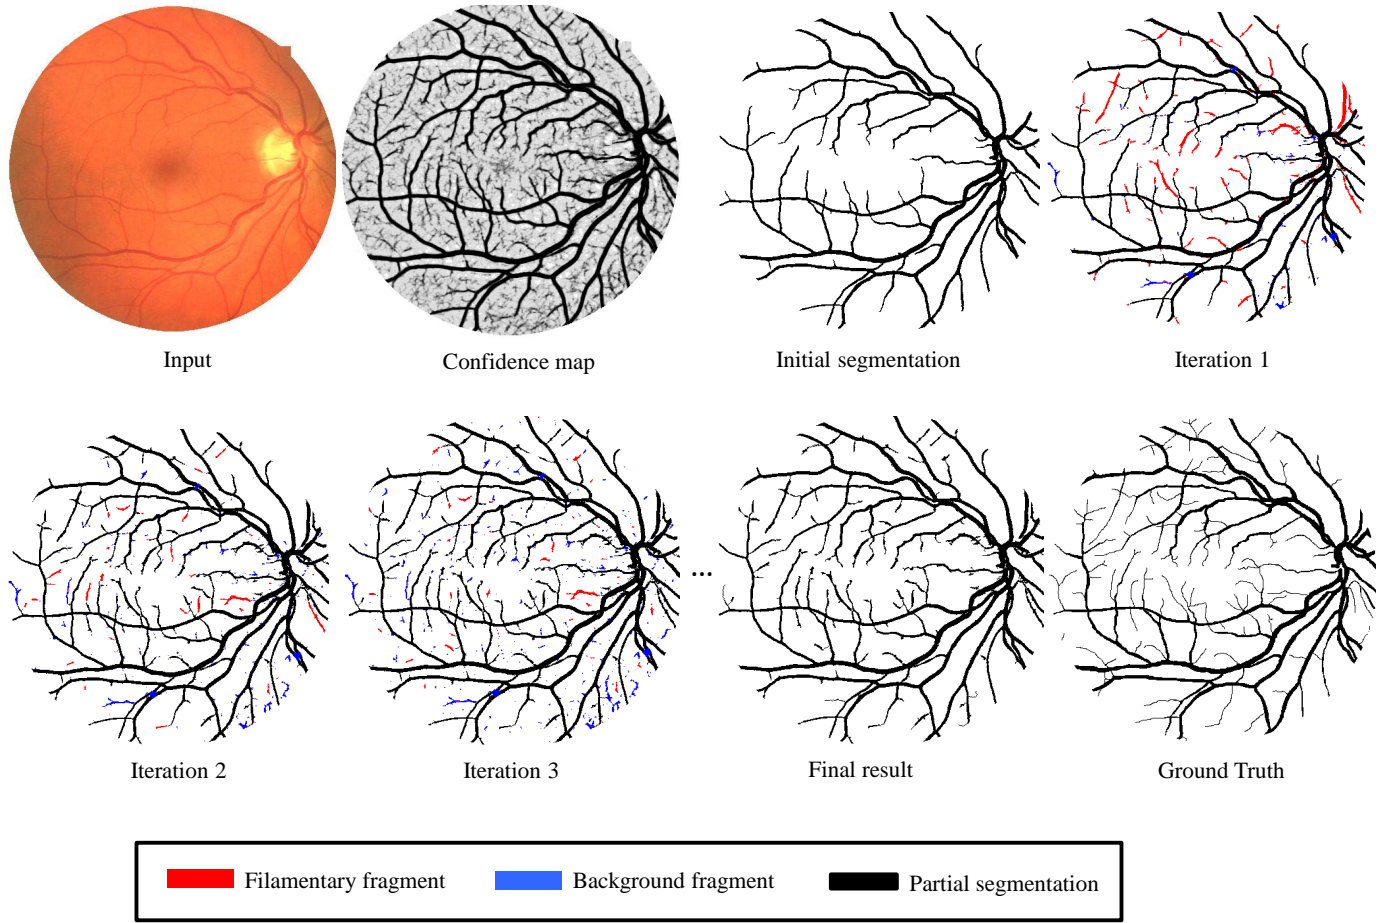 Input
Confidence map
Initial segmentation
Iteration 1
...
Iteration 2
Iteration 3
Final result
Ground Truth
Filamentary fragment
Background fragment
Partial segmentation